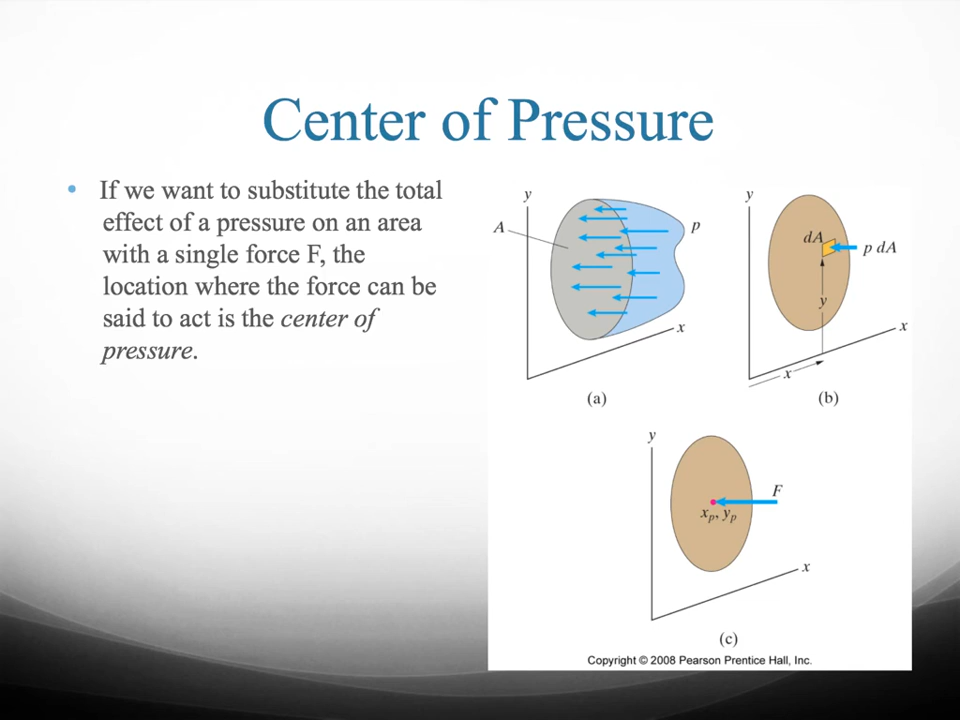 Center of Pressure
• If we want to substitute the total
effect of a pressure on an area
with a single force F, the
location where the force can be
said to act is the center of
pressure.
y
A
p
x
(a)
y
dA
p dA
y
x
x
(b)
y
F
xₚ, yₚ
x
(c)
Copyright © 2008 Pearson Prentice Hall, Inc.